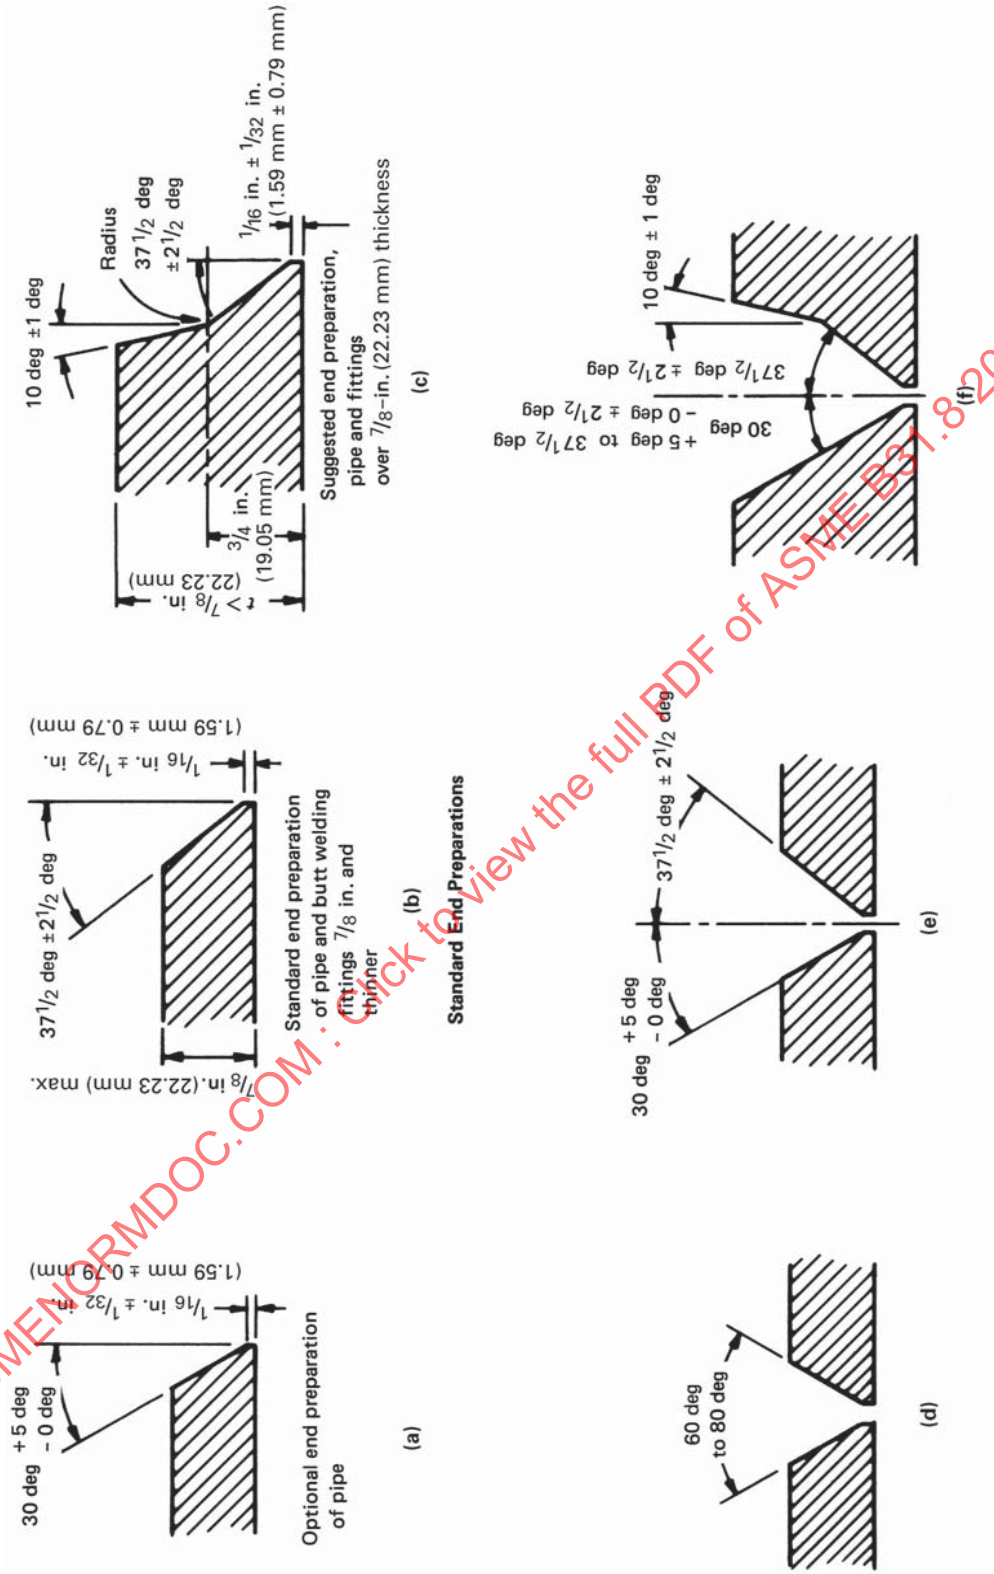 30 deg + 5 deg
- 0 deg
1/16 in. ± 1/32 in.
(1.59 mm ± 0.79 mm)
Optional end preparation
of pipe
(a)
37 1/2 deg ± 2 1/2 deg
1/16 in. ± 1/32 in.
(1.59 mm ± 0.79 mm)
7/8 in. (22.23 mm) max.
Standard end preparation
of pipe and butt welding
fittings 7/8 in. and
thinner
(b)
10 deg ±1 deg
Radius
37 1/2 deg
± 2 1/2 deg
1/16 in. ± 1/32 in.
(1.59 mm ± 0.79 mm)
t > 7/8 in.
(22.23 mm)
3/4 in.
(19.05 mm)
Suggested end preparation,
pipe and fittings
over 7/8-in. (22.23 mm) thickness
(c)
Standard End Preparations
60 deg
to 80 deg
(d)
30 deg + 5 deg
- 0 deg
37 1/2 deg ± 2 1/2 deg
(e)
30 deg
+ 5 deg to 37 1/2 deg
- 0 deg ± 2 1/2 deg
37 1/2 deg ± 2 1/2 deg
10 deg ± 1 deg
(f)
MENORMDOC.COM : Click to view the full PDF of ASME B31.8 20